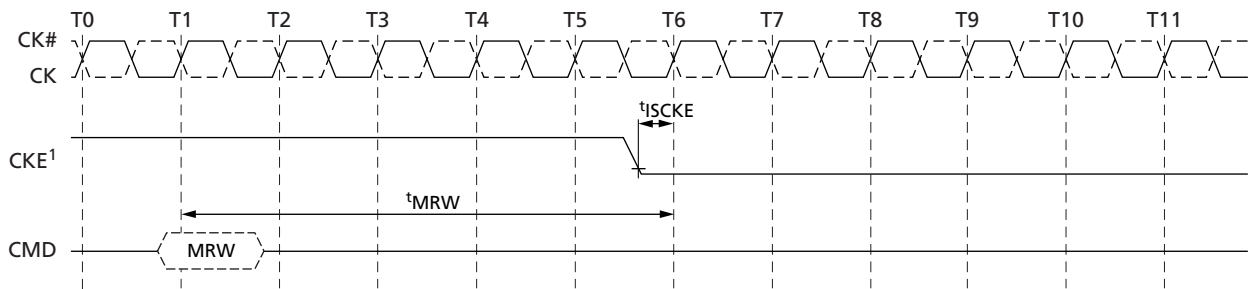 T0 T1 T2 T3 T4 T5 T6 T7 T8 T9 T10 T11
CK#
CK
tISCKE
CKE1
tMRW
CMD MRW